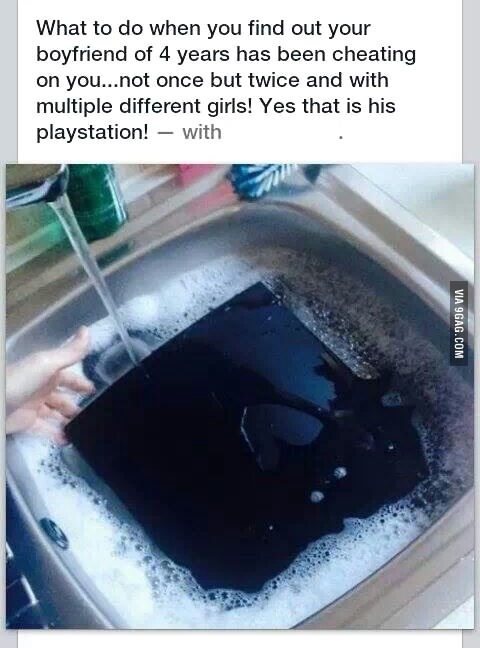 What to do when you find out your
boyfriend of 4 years has been cheating
on you...not once but twice and with
multiple different girls! Yes that is his
playstation! — with .
VIA 9GAG.COM